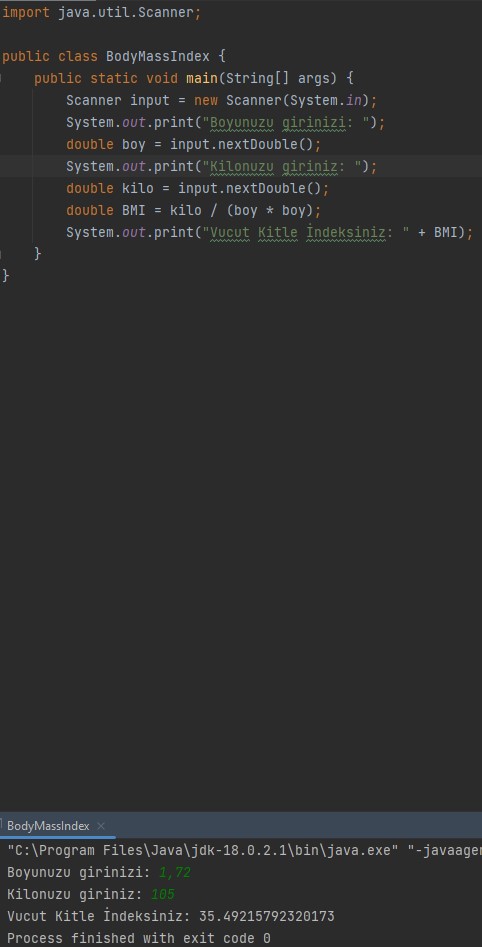 import java.util.Scanner;
public class BodyMassIndex {
public static void main(String[] args) {
Scanner input = new Scanner(System.in);
System.out.print("Boyunuzu girinizi: ");
double boy = input.nextDouble();
System.out.print("Kilonuzu giriniz: ");
double kilo = input.nextDouble();
double BMI = kilo / (boy * boy);
System.out.print("Vucut Kitle İndeksiniz: " + BMI);
}
}
BodyMassIndex ×
"C:\Program Files\Java\jdk-18.0.2.1\bin\java.exe" "-javaagen
Boyunuzu girinizi: 1,72
Kilonuzu giriniz: 105
Vucut Kitle İndeksiniz: 35.49215792320173
Process finished with exit code 0